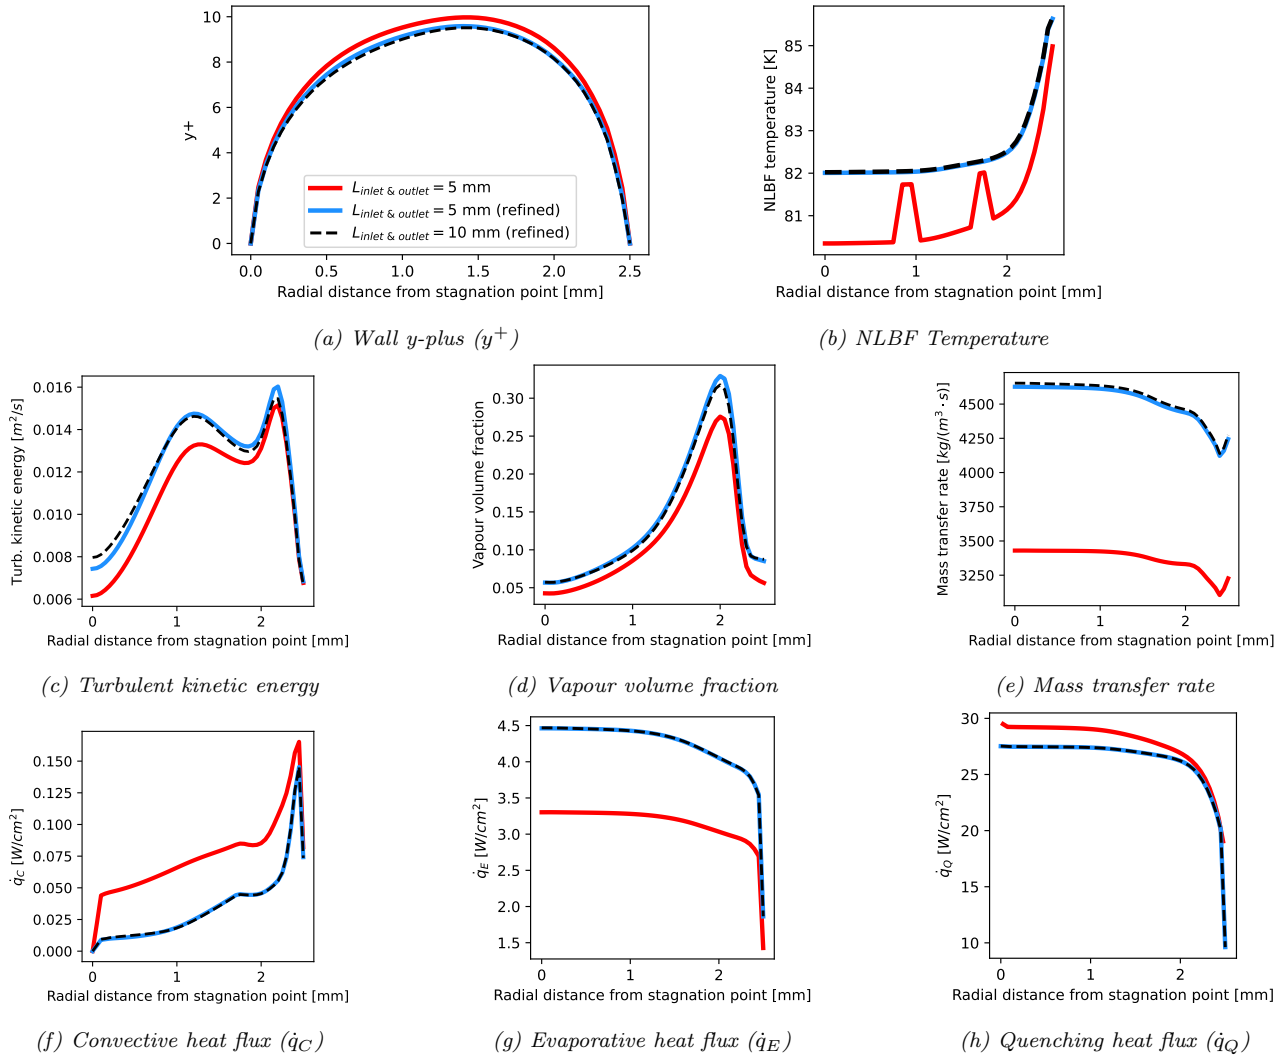 10
8
6
4
2
0
y+
L_{inlet & outlet} = 5 mm
L_{inlet & outlet} = 5 mm (refined)
L_{inlet & outlet} = 10 mm (refined)
0.0 0.5 1.0 1.5 2.0 2.5
Radial distance from stagnation point [mm]
(a) Wall y-plus (y⁺)
85
84
83
82
81
NLBF temperature [K]
0 1 2
Radial distance from stagnation point [mm]
(b) NLBF Temperature
0.016
0.014
0.012
0.010
0.008
0.006
Turb. kinetic energy [m²/s]
0 1 2
Radial distance from stagnation point [mm]
(c) Turbulent kinetic energy
0.30
0.25
0.20
0.15
0.10
0.05
Vapour volume fraction
0 1 2
Radial distance from stagnation point [mm]
(d) Vapour volume fraction
4500
4250
4000
3750
3500
3250
Mass transfer rate [kg/(m³ · s)]
0 1 2
Radial distance from stagnation point [mm]
(e) Mass transfer rate
0.150
0.125
0.100
0.075
0.050
0.025
0.000
q̇_C [W/cm²]
0 1 2
Radial distance from stagnation point [mm]
(f) Convective heat flux (q̇_C)
4.5
4.0
3.5
3.0
2.5
2.0
1.5
q̇_E [W/cm²]
0 1 2
Radial distance from stagnation point [mm]
(g) Evaporative heat flux (q̇_E)
30
25
20
15
10
q̇_Q [W/cm²]
0 1 2
Radial distance from stagnation point [mm]
(h) Quenching heat flux (q̇_Q)